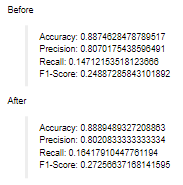 Before
Accuracy: 0.8874628478789517
Precision: 0.8070175438596491
Recall: 0.14712153518123666
F1-Score: 0.24887285843101892
After
Accuracy: 0.8889489327208863
Precision: 0.8020833333333334
Recall: 0.16417910447761194
F1-Score: 0.27256637168141595